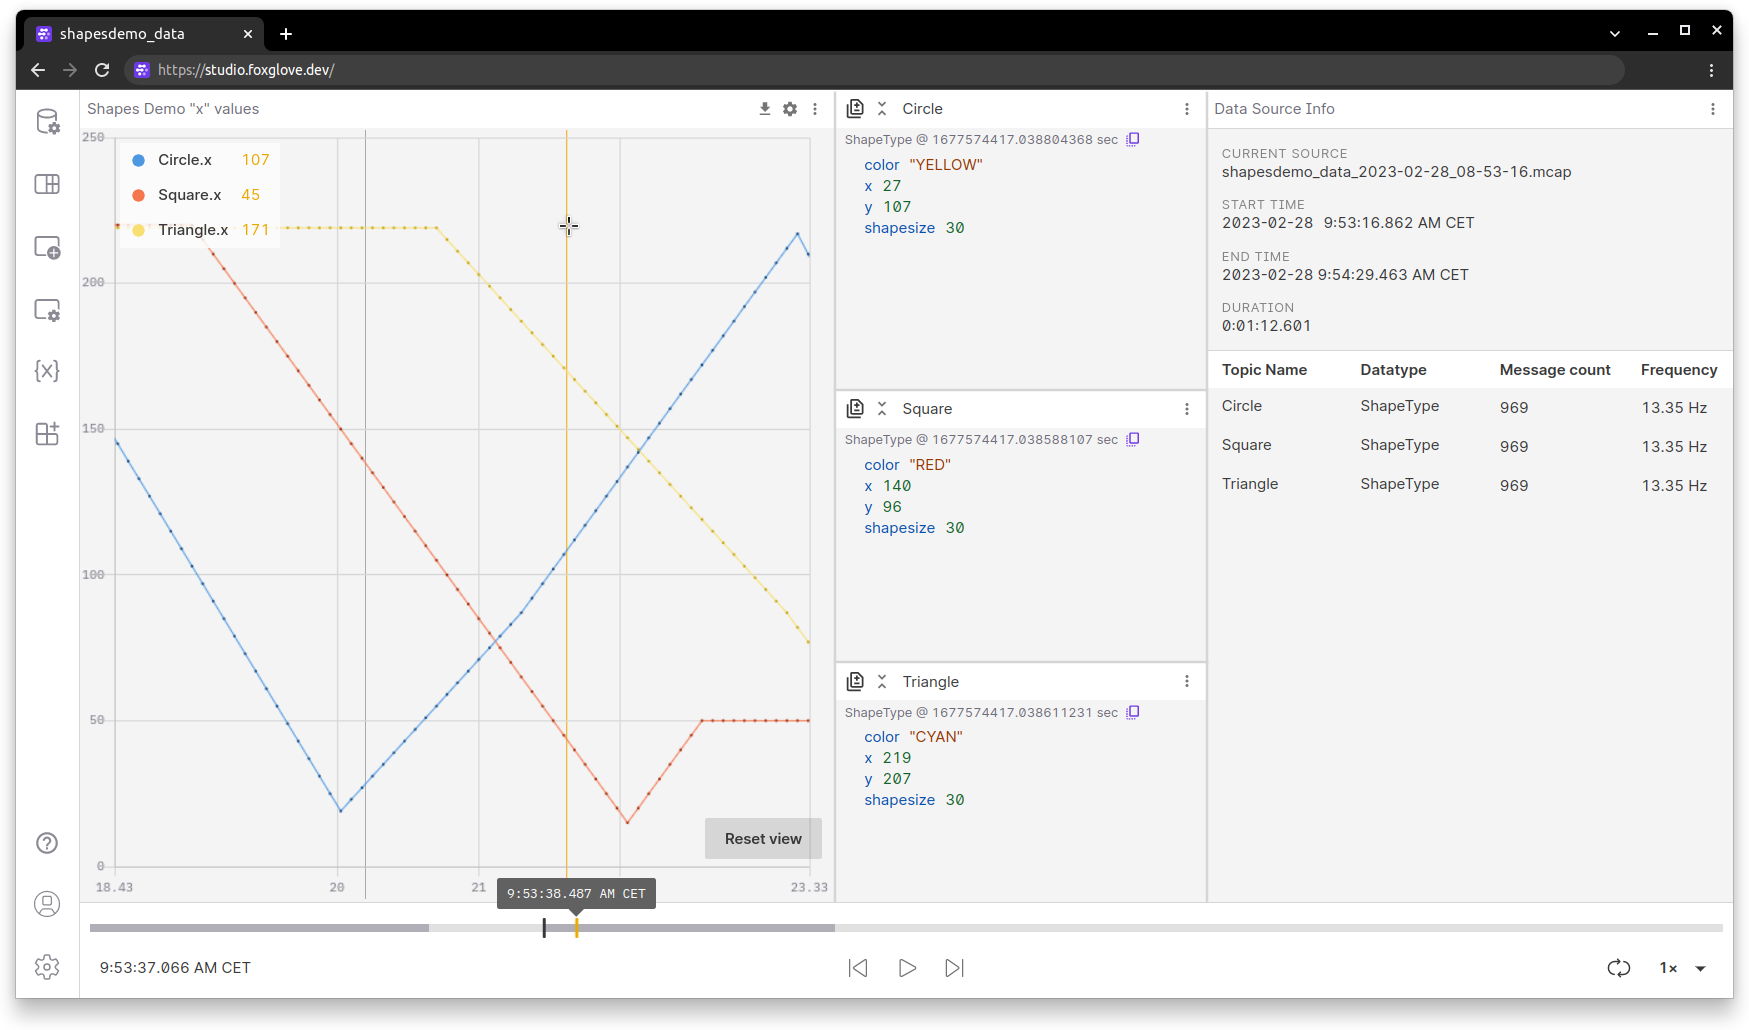 shapesdemo_data
https://studio.foxglove.dev/
Shapes Demo "x" values
250
Circle.x 107
Square.x 45
Triangle.x 171
200
150
100
50
0
18.43 20 21 23.33
Reset view
Circle
ShapeType @ 1677574417.038804368 sec
color "YELLOW"
x 27
y 107
shapesize 30
Square
ShapeType @ 1677574417.038588107 sec
color "RED"
x 140
y 96
shapesize 30
Triangle
ShapeType @ 1677574417.038611231 sec
color "CYAN"
x 219
y 207
shapesize 30
Data Source Info
CURRENT SOURCE
shapesdemo_data_2023-02-28_08-53-16.mcap
START TIME
2023-02-28 9:53:16.862 AM CET
END TIME
2023-02-28 9:54:29.463 AM CET
DURATION
0:01:12.601
Topic Name Datatype Message count Frequency
Circle ShapeType 969 13.35 Hz
Square ShapeType 969 13.35 Hz
Triangle ShapeType 969 13.35 Hz
9:53:38.487 AM CET
9:53:37.066 AM CET
1×